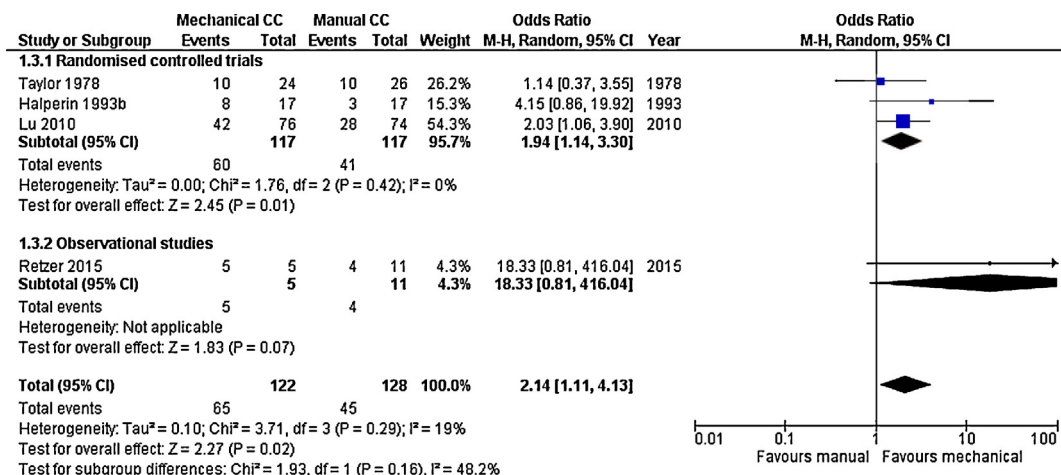 Mechanical CC Manual CC Odds Ratio Odds Ratio
Study or Subgroup Events Total Events Total Weight M-H, Random, 95% CI Year M-H, Random, 95% CI
1.3.1 Randomised controlled trials
Taylor 1978 10 24 10 26 26.2% 1.14 [0.37, 3.55] 1978
Halperin 1993b 8 17 3 17 15.3% 4.15 [0.86, 19.92] 1993
Lu 2010 42 76 28 74 54.3% 2.03 [1.06, 3.90] 2010
Subtotal (95% CI) 117 117 95.7% 1.94 [1.14, 3.30]
Total events 60 41
Heterogeneity: Tau² = 0.00; Chi² = 1.76, df = 2 (P = 0.42); I² = 0%
Test for overall effect: Z = 2.45 (P = 0.01)
1.3.2 Observational studies
Retzer 2015 5 5 4 11 4.3% 18.33 [0.81, 416.04] 2015
Subtotal (95% CI) 5 11 4.3% 18.33 [0.81, 416.04]
Total events 5 4
Heterogeneity: Not applicable
Test for overall effect: Z = 1.83 (P = 0.07)
Total (95% CI) 122 128 100.0% 2.14 [1.11, 4.13]
Total events 65 45
Heterogeneity: Tau² = 0.10; Chi² = 3.71, df = 3 (P = 0.29); I² = 19%
Test for overall effect: Z = 2.27 (P = 0.02)
Test for subgroup differences: Chi² = 1.93, df = 1 (P = 0.16), I² = 48.2%
0.01 0.1 1 10 100
Favours manual Favours mechanical